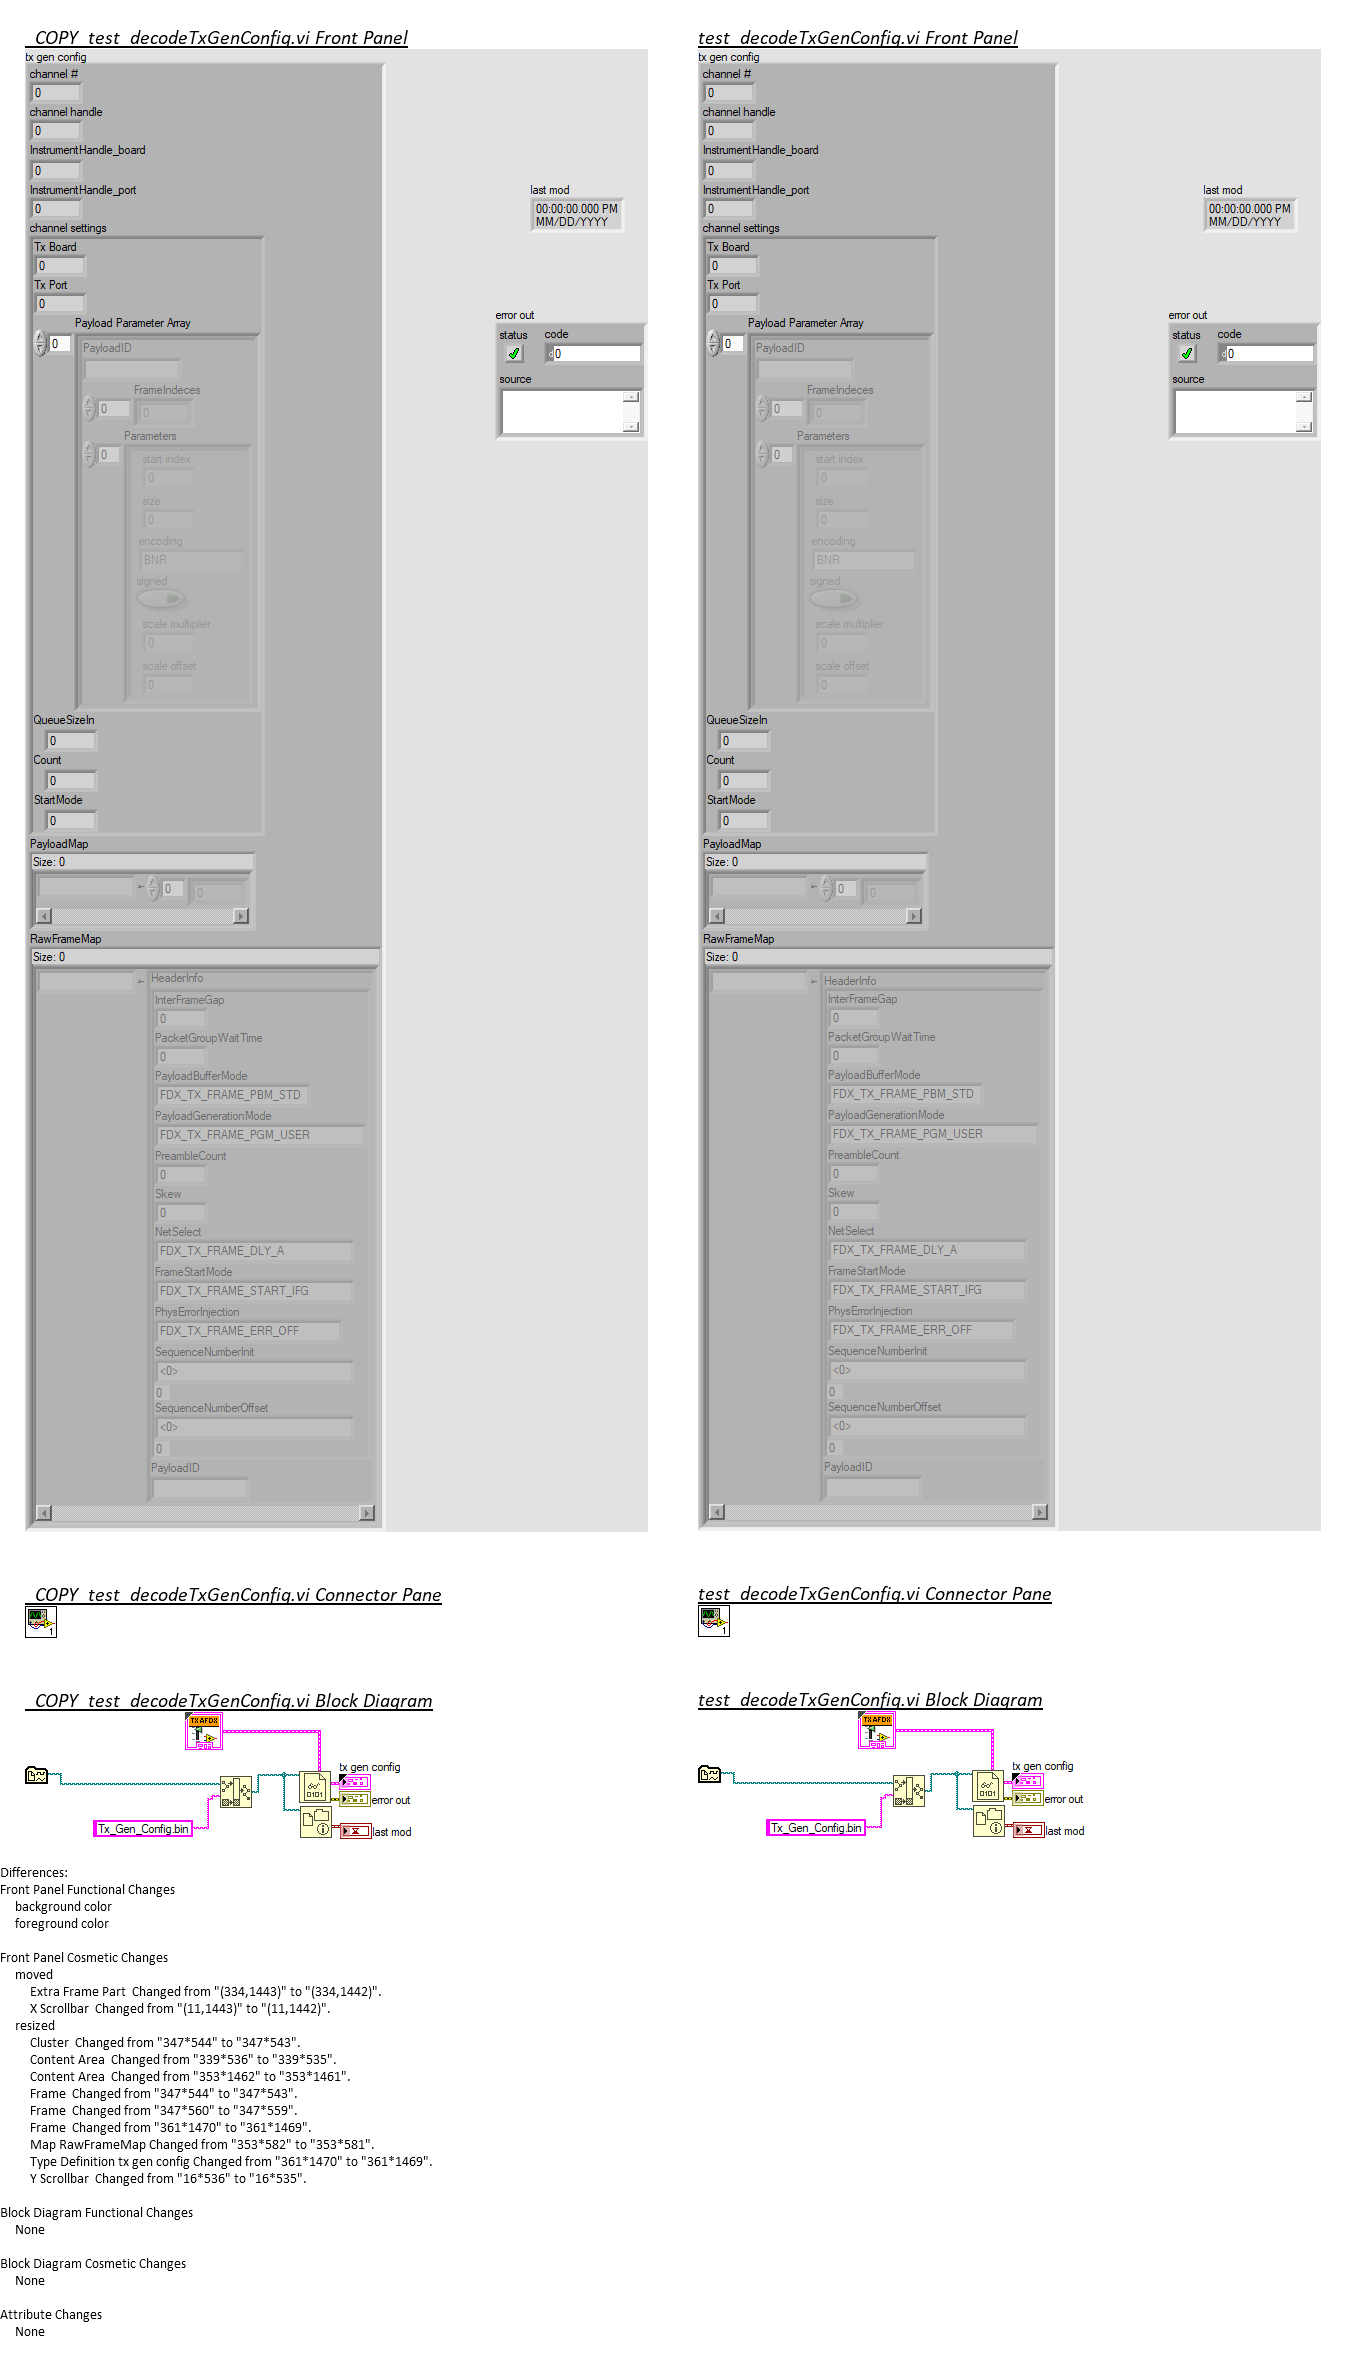 _COPY_test_decodeTxGenConfig.vi Front Panel
tx gen config
channel #
0
channel handle
0
InstrumentHandle_board
0
InstrumentHandle_port
0
last mod
00:00:00.000 PM
MM/DD/YYYY
channel settings
Tx Board
0
Tx Port
0
Payload Parameter Array
0
PayloadID
FrameIndeces
0
0
Parameters
0
start index
0
size
0
encoding
BNR
signed
scale multiplier
0
scale offset
0
error out
status
code
d 0
source
QueueSizeIn
0
Count
0
StartMode
0
PayloadMap
Size: 0
0
0
RawFrameMap
Size: 0
HeaderInfo
InterFrameGap
0
PacketGroupWaitTime
0
PayloadBufferMode
FDX_TX_FRAME_PBM_STD
PayloadGenerationMode
FDX_TX_FRAME_PGM_USER
PreambleCount
0
Skew
0
NetSelect
FDX_TX_FRAME_DLY_A
FrameStartMode
FDX_TX_FRAME_START_IFG
PhysErrorInjection
FDX_TX_FRAME_ERR_OFF
SequenceNumberInit
<0>
0
SequenceNumberOffset
<0>
0
PayloadID
test_decodeTxGenConfig.vi Front Panel
tx gen config
channel #
0
channel handle
0
InstrumentHandle_board
0
InstrumentHandle_port
0
last mod
00:00:00.000 PM
MM/DD/YYYY
channel settings
Tx Board
0
Tx Port
0
Payload Parameter Array
0
PayloadID
FrameIndeces
0
0
Parameters
0
start index
0
size
0
encoding
BNR
signed
scale multiplier
0
scale offset
0
error out
status
code
d 0
source
QueueSizeIn
0
Count
0
StartMode
0
PayloadMap
Size: 0
0
0
RawFrameMap
Size: 0
HeaderInfo
InterFrameGap
0
PacketGroupWaitTime
0
PayloadBufferMode
FDX_TX_FRAME_PBM_STD
PayloadGenerationMode
FDX_TX_FRAME_PGM_USER
PreambleCount
0
Skew
0
NetSelect
FDX_TX_FRAME_DLY_A
FrameStartMode
FDX_TX_FRAME_START_IFG
PhysErrorInjection
FDX_TX_FRAME_ERR_OFF
SequenceNumberInit
<0>
0
SequenceNumberOffset
<0>
0
PayloadID
_COPY_test_decodeTxGenConfig.vi Connector Pane
1
test_decodeTxGenConfig.vi Connector Pane
1
_COPY_test_decodeTxGenConfig.vi Block Diagram
TX AFDX
tx gen config
0101
error out
Tx_Gen_Config.bin
last mod
test_decodeTxGenConfig.vi Block Diagram
TX AFDX
tx gen config
0101
error out
Tx_Gen_Config.bin
last mod
Differences:
Front Panel Functional Changes
background color
foreground color
Front Panel Cosmetic Changes
moved
Extra Frame Part  Changed from "(334,1443)" to "(334,1442)".
X Scrollbar  Changed from "(11,1443)" to "(11,1442)".
resized
Cluster  Changed from "347*544" to "347*543".
Content Area  Changed from "339*536" to "339*535".
Content Area  Changed from "353*1462" to "353*1461".
Frame  Changed from "347*544" to "347*543".
Frame  Changed from "347*560" to "347*559".
Frame  Changed from "361*1470" to "361*1469".
Map RawFrameMap Changed from "353*582" to "353*581".
Type Definition tx gen config Changed from "361*1470" to "361*1469".
Y Scrollbar  Changed from "16*536" to "16*535".
Block Diagram Functional Changes
None
Block Diagram Cosmetic Changes
None
Attribute Changes
None